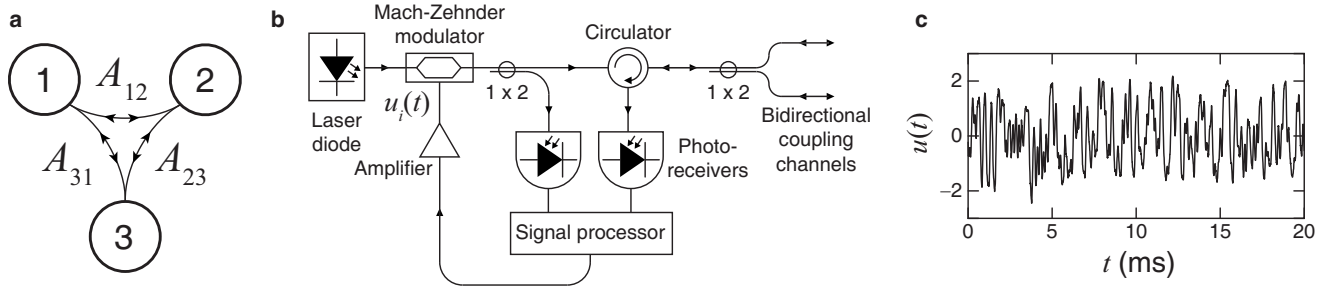 a
1
2
3
A12
A31
A23
b
Mach-Zehnder
modulator
Circulator
ui(t)
1 x 2
1 x 2
Laser
diode
Amplifier
Photo-
receivers
Bidirectional
coupling
channels
Signal processor
c
u(t)
2
0
−2
0
5
10
15
20
t (ms)